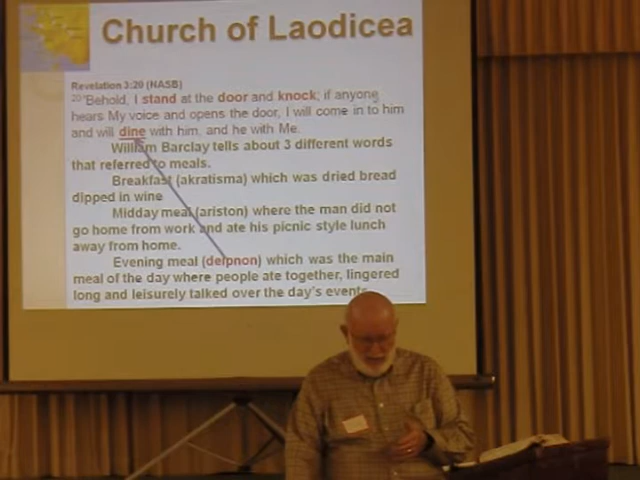 Church of Laodicea
Revelation 3:20 (NASB)
20 "Behold, I stand at the door and knock; if anyone
hears My voice and opens the door, I will come in to him
and will dine with him, and he with Me.
William Barclay tells about 3 different words
that referred to meals.
Breakfast (akratisma) which was dried bread
dipped in wine
Midday meal (ariston) where the man did not
go home from work and ate his picnic style lunch
away from home.
Evening meal (deipnon) which was the main
meal of the day where people ate together, lingered
long and leisurely talked over the day's events.